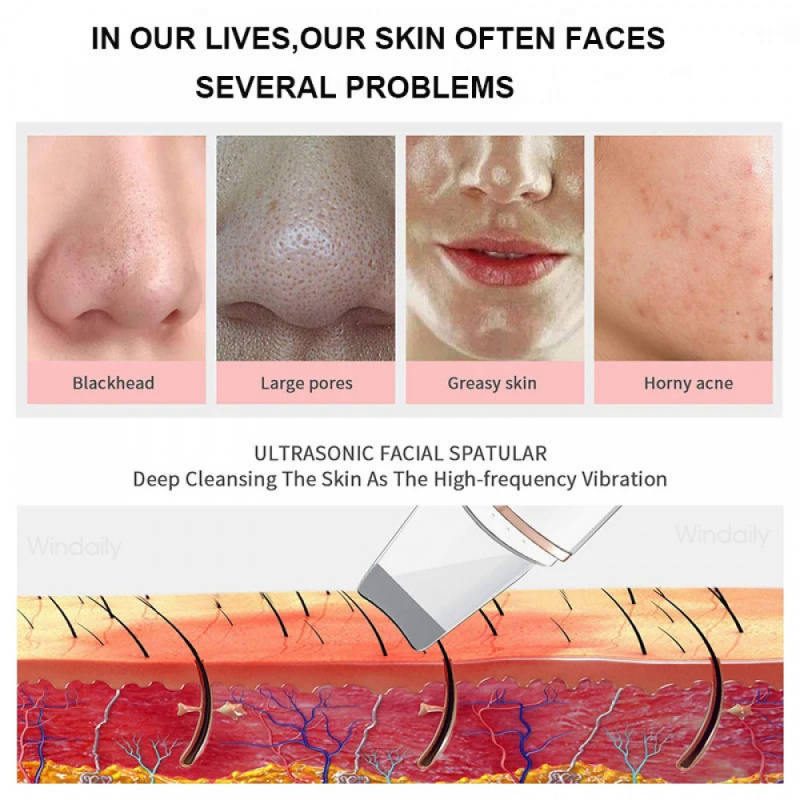 IN OUR LIVES,OUR SKIN OFTEN FACES
SEVERAL PROBLEMS
Blackhead
Large pores
Greasy skin
Horny acne
ULTRASONIC FACIAL SPATULAR
Deep Cleansing The Skin As The High-frequency Vibration
Windaily
Windaily